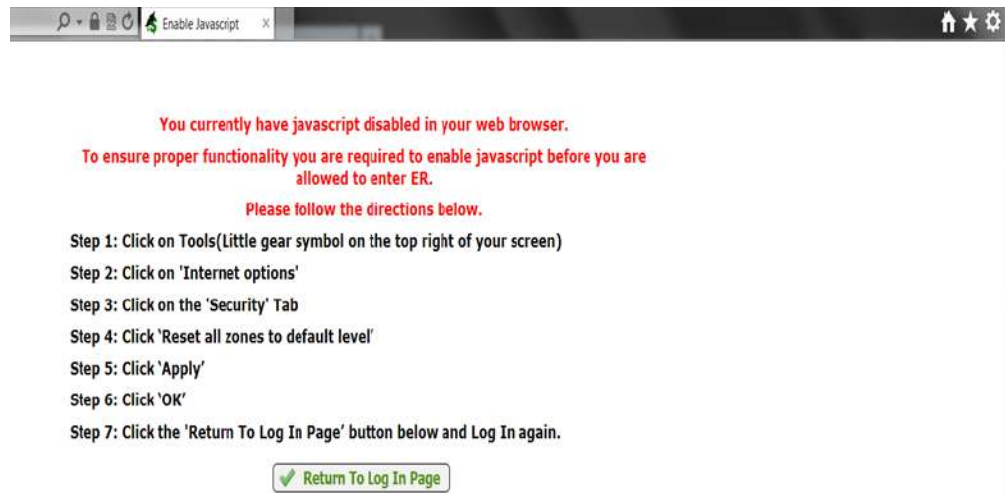 Enable Javascript
You currently have javascript disabled in your web browser.
To ensure proper functionality you are required to enable javascript before you are
allowed to enter ER.
Please follow the directions below.
Step 1: Click on Tools(Little gear symbol on the top right of your screen)
Step 2: Click on 'Internet options'
Step 3: Click on the 'Security' Tab
Step 4: Click ‘Reset all zones to default level’
Step 5: Click ‘Apply’
Step 6: Click ‘OK’
Step 7: Click the 'Return To Log In Page’ button below and Log In again.
Return To Log In Page